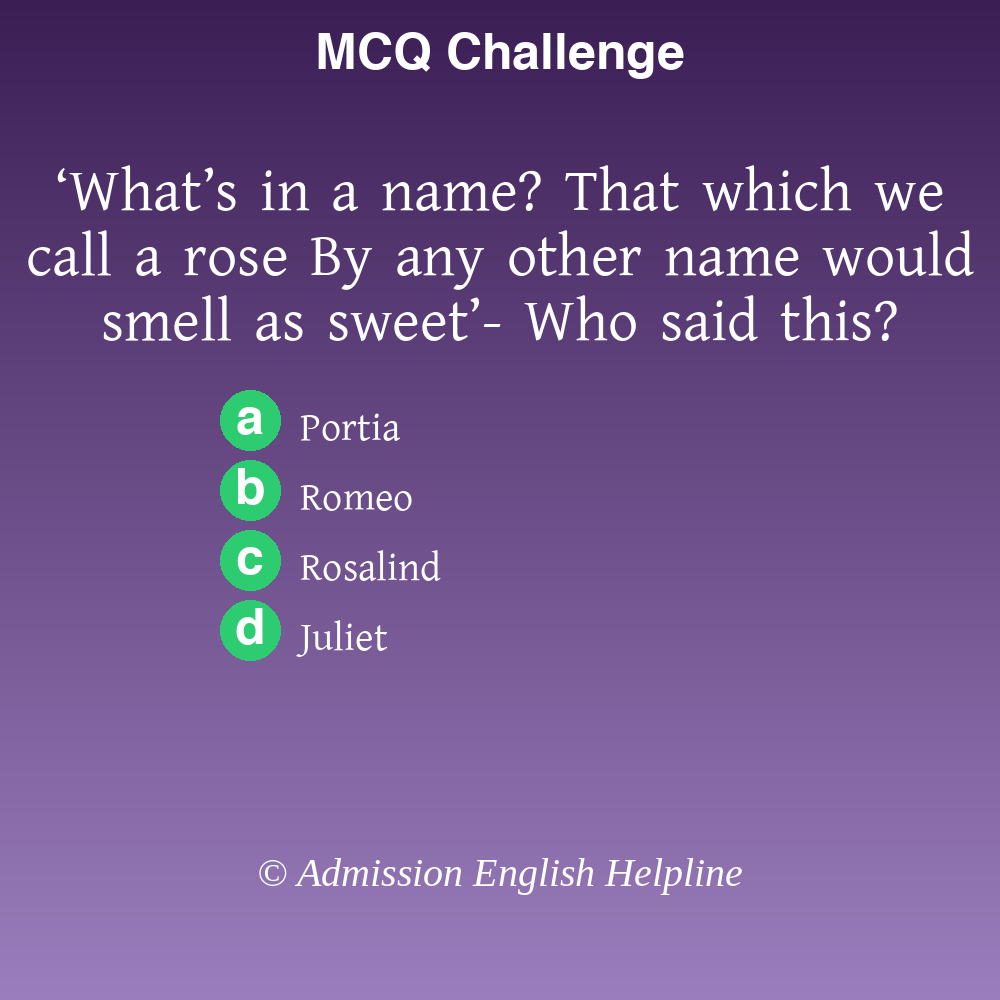 MCQ Challenge
‘What’s in a name? That which we
call a rose By any other name would
smell as sweet’- Who said this?
a Portia
b Romeo
c Rosalind
d Juliet
© Admission English Helpline